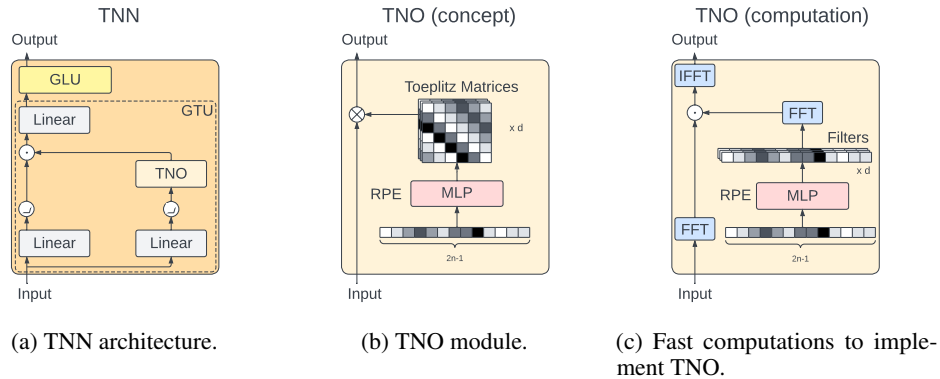 TNN
Output
GLU
Linear
GTU
TNO
Linear
Linear
Input
(a) TNN architecture.
TNO (concept)
Output
Toeplitz Matrices
x d
RPE
MLP
2n-1
Input
(b) TNO module.
TNO (computation)
Output
IFFT
FFT
Filters
x d
RPE
MLP
FFT
2n-1
Input
(c) Fast computations to imple-
ment TNO.